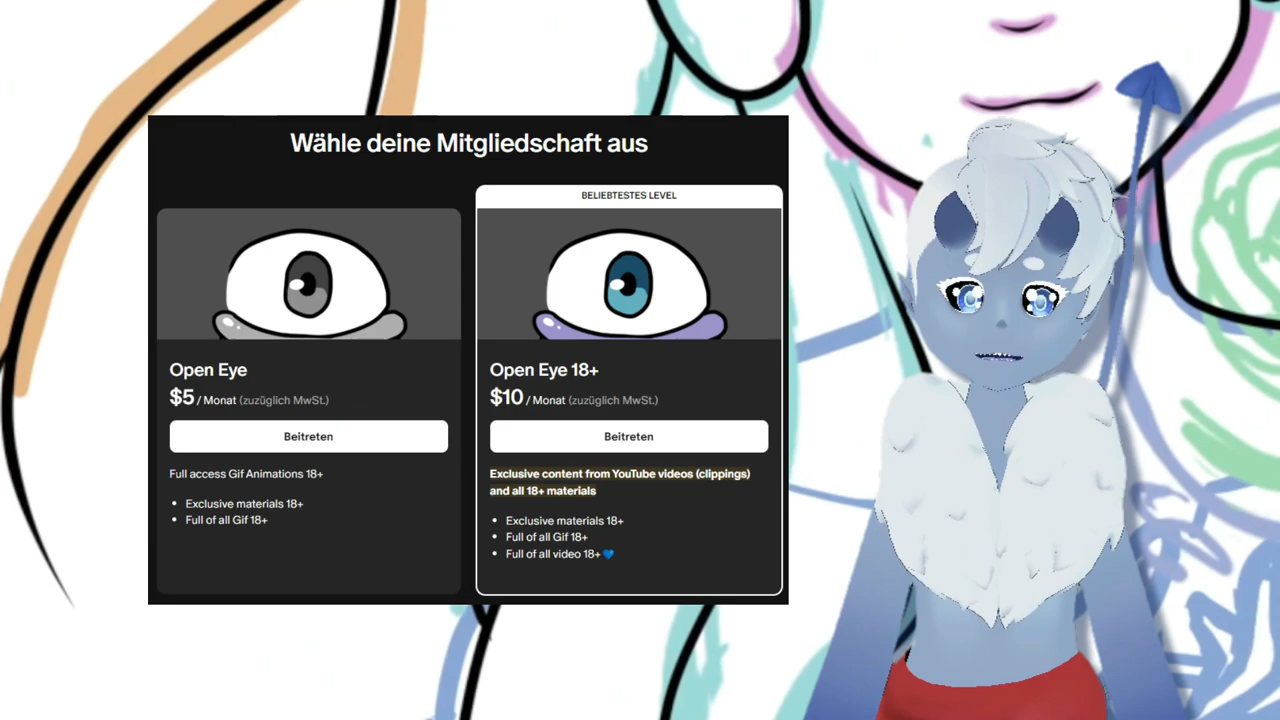 Wähle deine Mitgliedschaft aus
Open Eye
$5 / Monat (zuzüglich MwSt.)
Beitreten
Full access Gif Animations 18+
• Exclusive materials 18+
• Full of all Gif 18+
BELIEBTESTES LEVEL
Open Eye 18+
$10 / Monat (zuzüglich MwSt.)
Beitreten
Exclusive content from YouTube videos (clippings)
and all 18+ materials
• Exclusive materials 18+
• Full of all Gif 18+
• Full of all video 18+💙